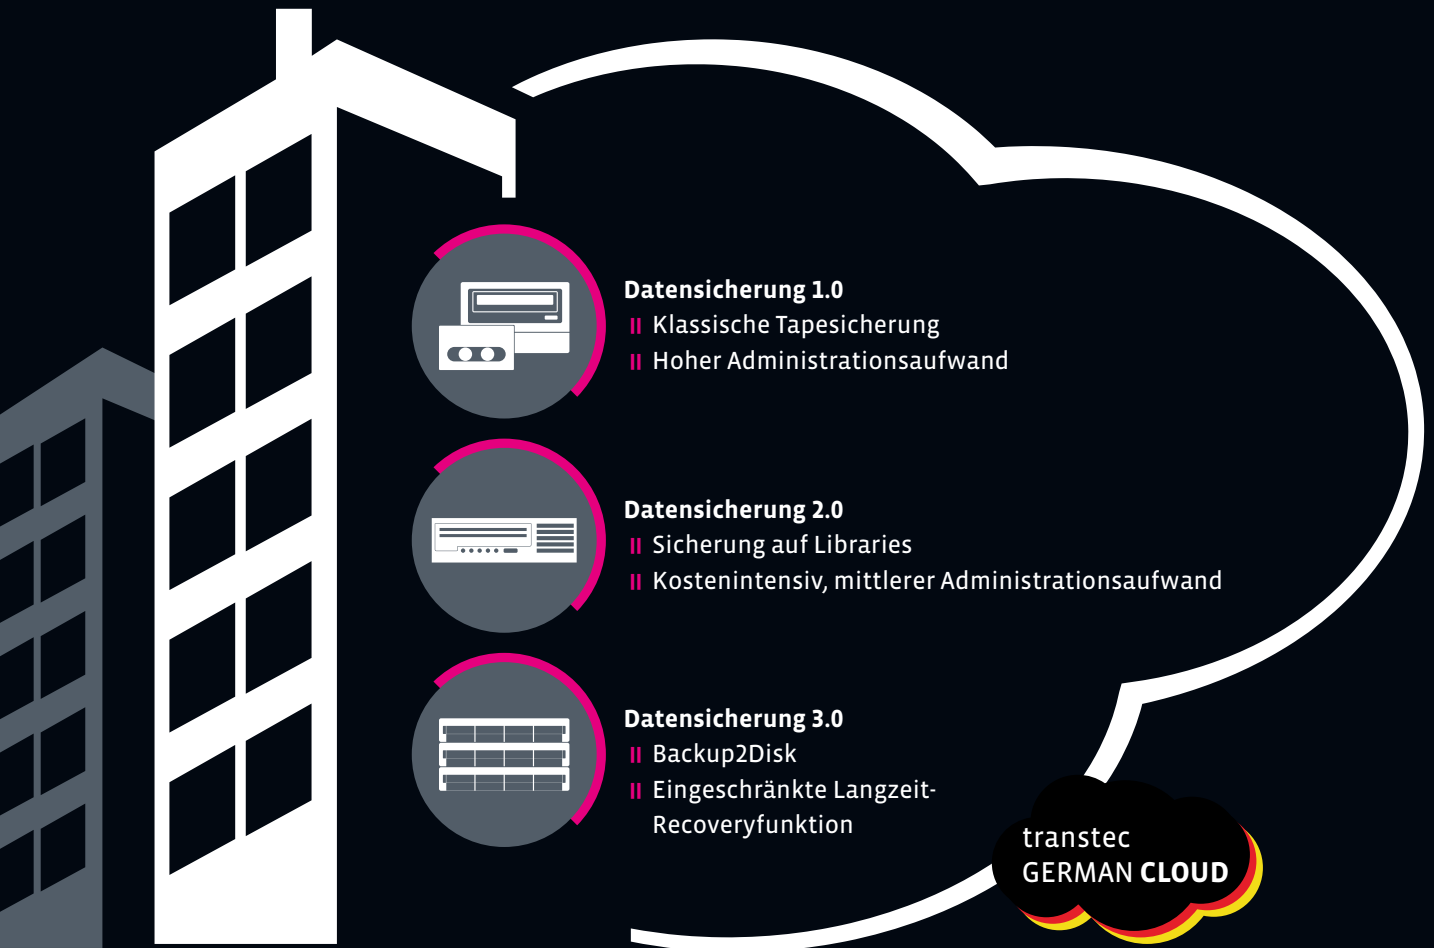 Datensicherung 1.0
Klassische Tapesicherung
Hoher Administrationsaufwand
Datensicherung 2.0
Sicherung auf Libraries
Kostenintensiv, mittlerer Administrationsaufwand
Datensicherung 3.0
Backup2Disk
Eingeschränkte Langzeit-
Recoveryfunktion
transtec
GERMAN CLOUD